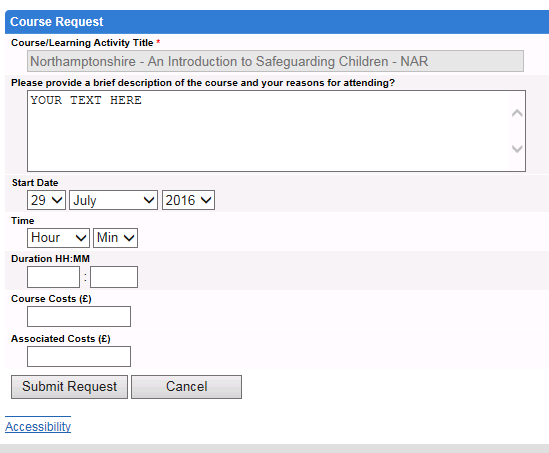 Course Request
Course/Learning Activity Title *
Northamptonshire - An Introduction to Safeguarding Children - NAR
Please provide a brief description of the course and your reasons for attending?
YOUR TEXT HERE
Start Date
29 July 2016
Time
Hour Min
Duration HH:MM
:
Course Costs (£)
Associated Costs (£)
Submit Request Cancel
Accessibility